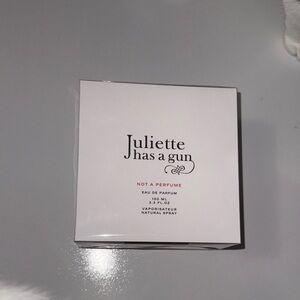 Juliette
has a gun
NOT A PERFUME
EAU DE PARFUM
100 ML
3.3 FL.OZ
VAPORISATEUR
NATURAL SPRAY